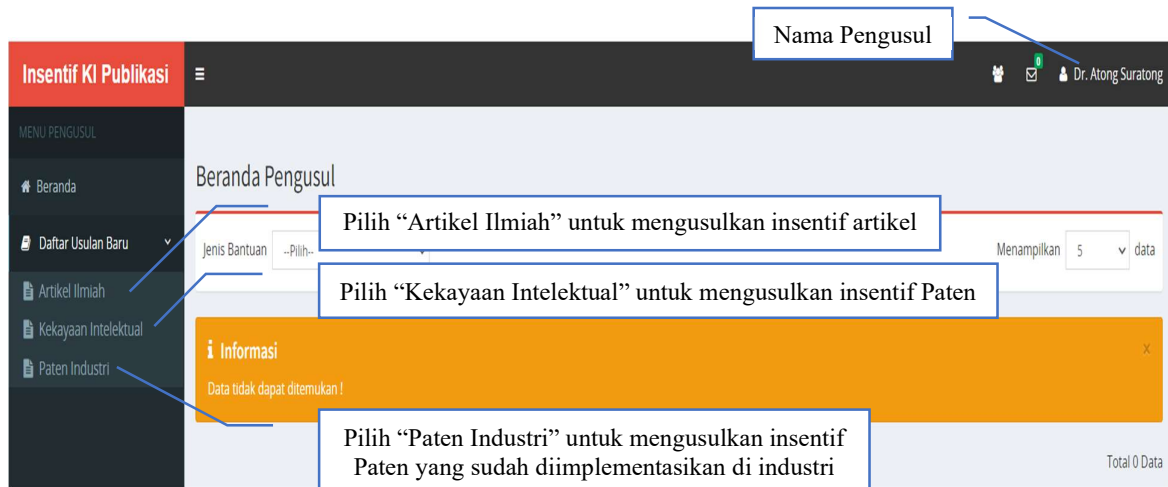 Nama Pengusul
Insentif KI Publikasi
0
Dr. Atong Suratong
MENU PENGUSUL
Beranda
Beranda Pengusul
Pilih “Artikel Ilmiah” untuk mengusulkan insentif artikel
Daftar Usulan Baru
Jenis Bantuan --Pilih--
Menampilkan 5 data
Artikel Ilmiah
Pilih “Kekayaan Intelektual” untuk mengusulkan insentif Paten
Kekayaan Intelektual
Informasi
X
Paten Industri
Data tidak dapat ditemukan !
Pilih “Paten Industri” untuk mengusulkan insentif
Paten yang sudah diimplementasikan di industri
Total 0 Data